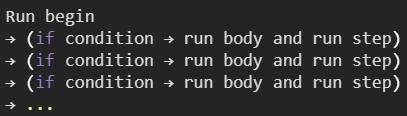 Run begin
→ (if condition → run body and run step)
→ (if condition → run body and run step)
→ (if condition → run body and run step)
→ ...